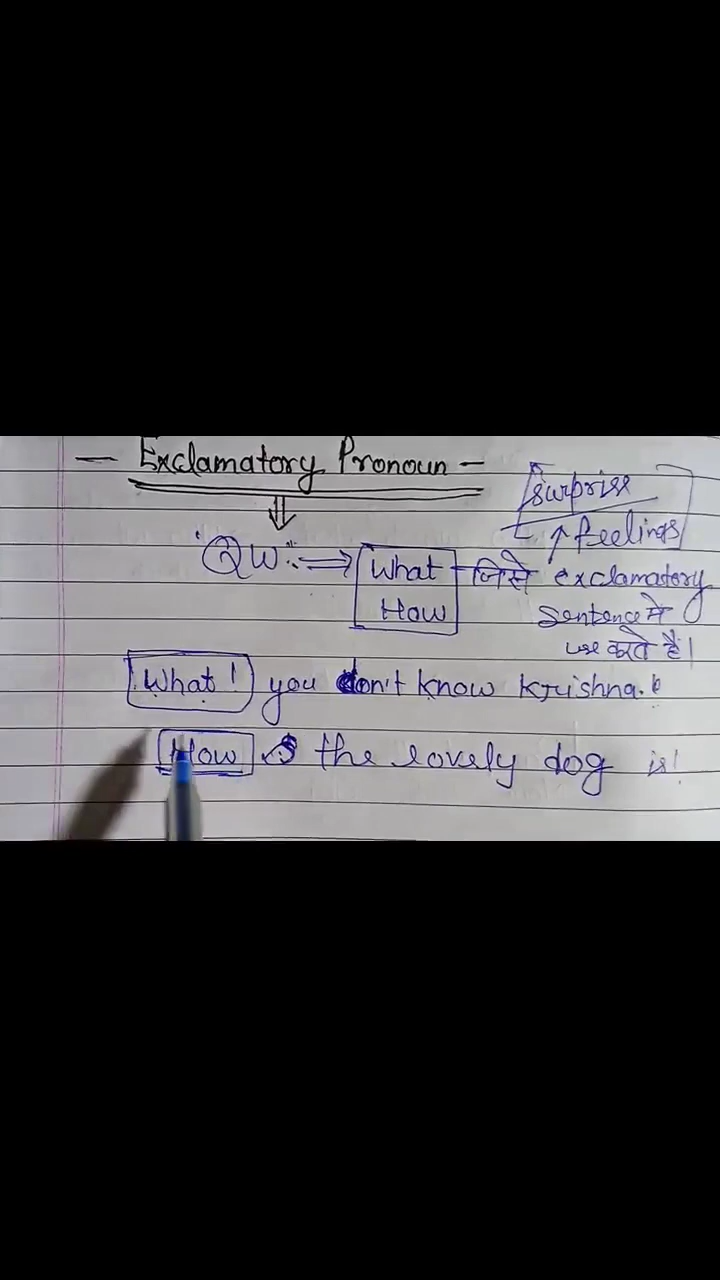 — Exclamatory Pronoun —
surprise
feelings
"QW" ⇒ What - जिसे exclamatory
How sentence मे
use करते हैं।
What! you don't know Krishna.
How the lovely dog is!